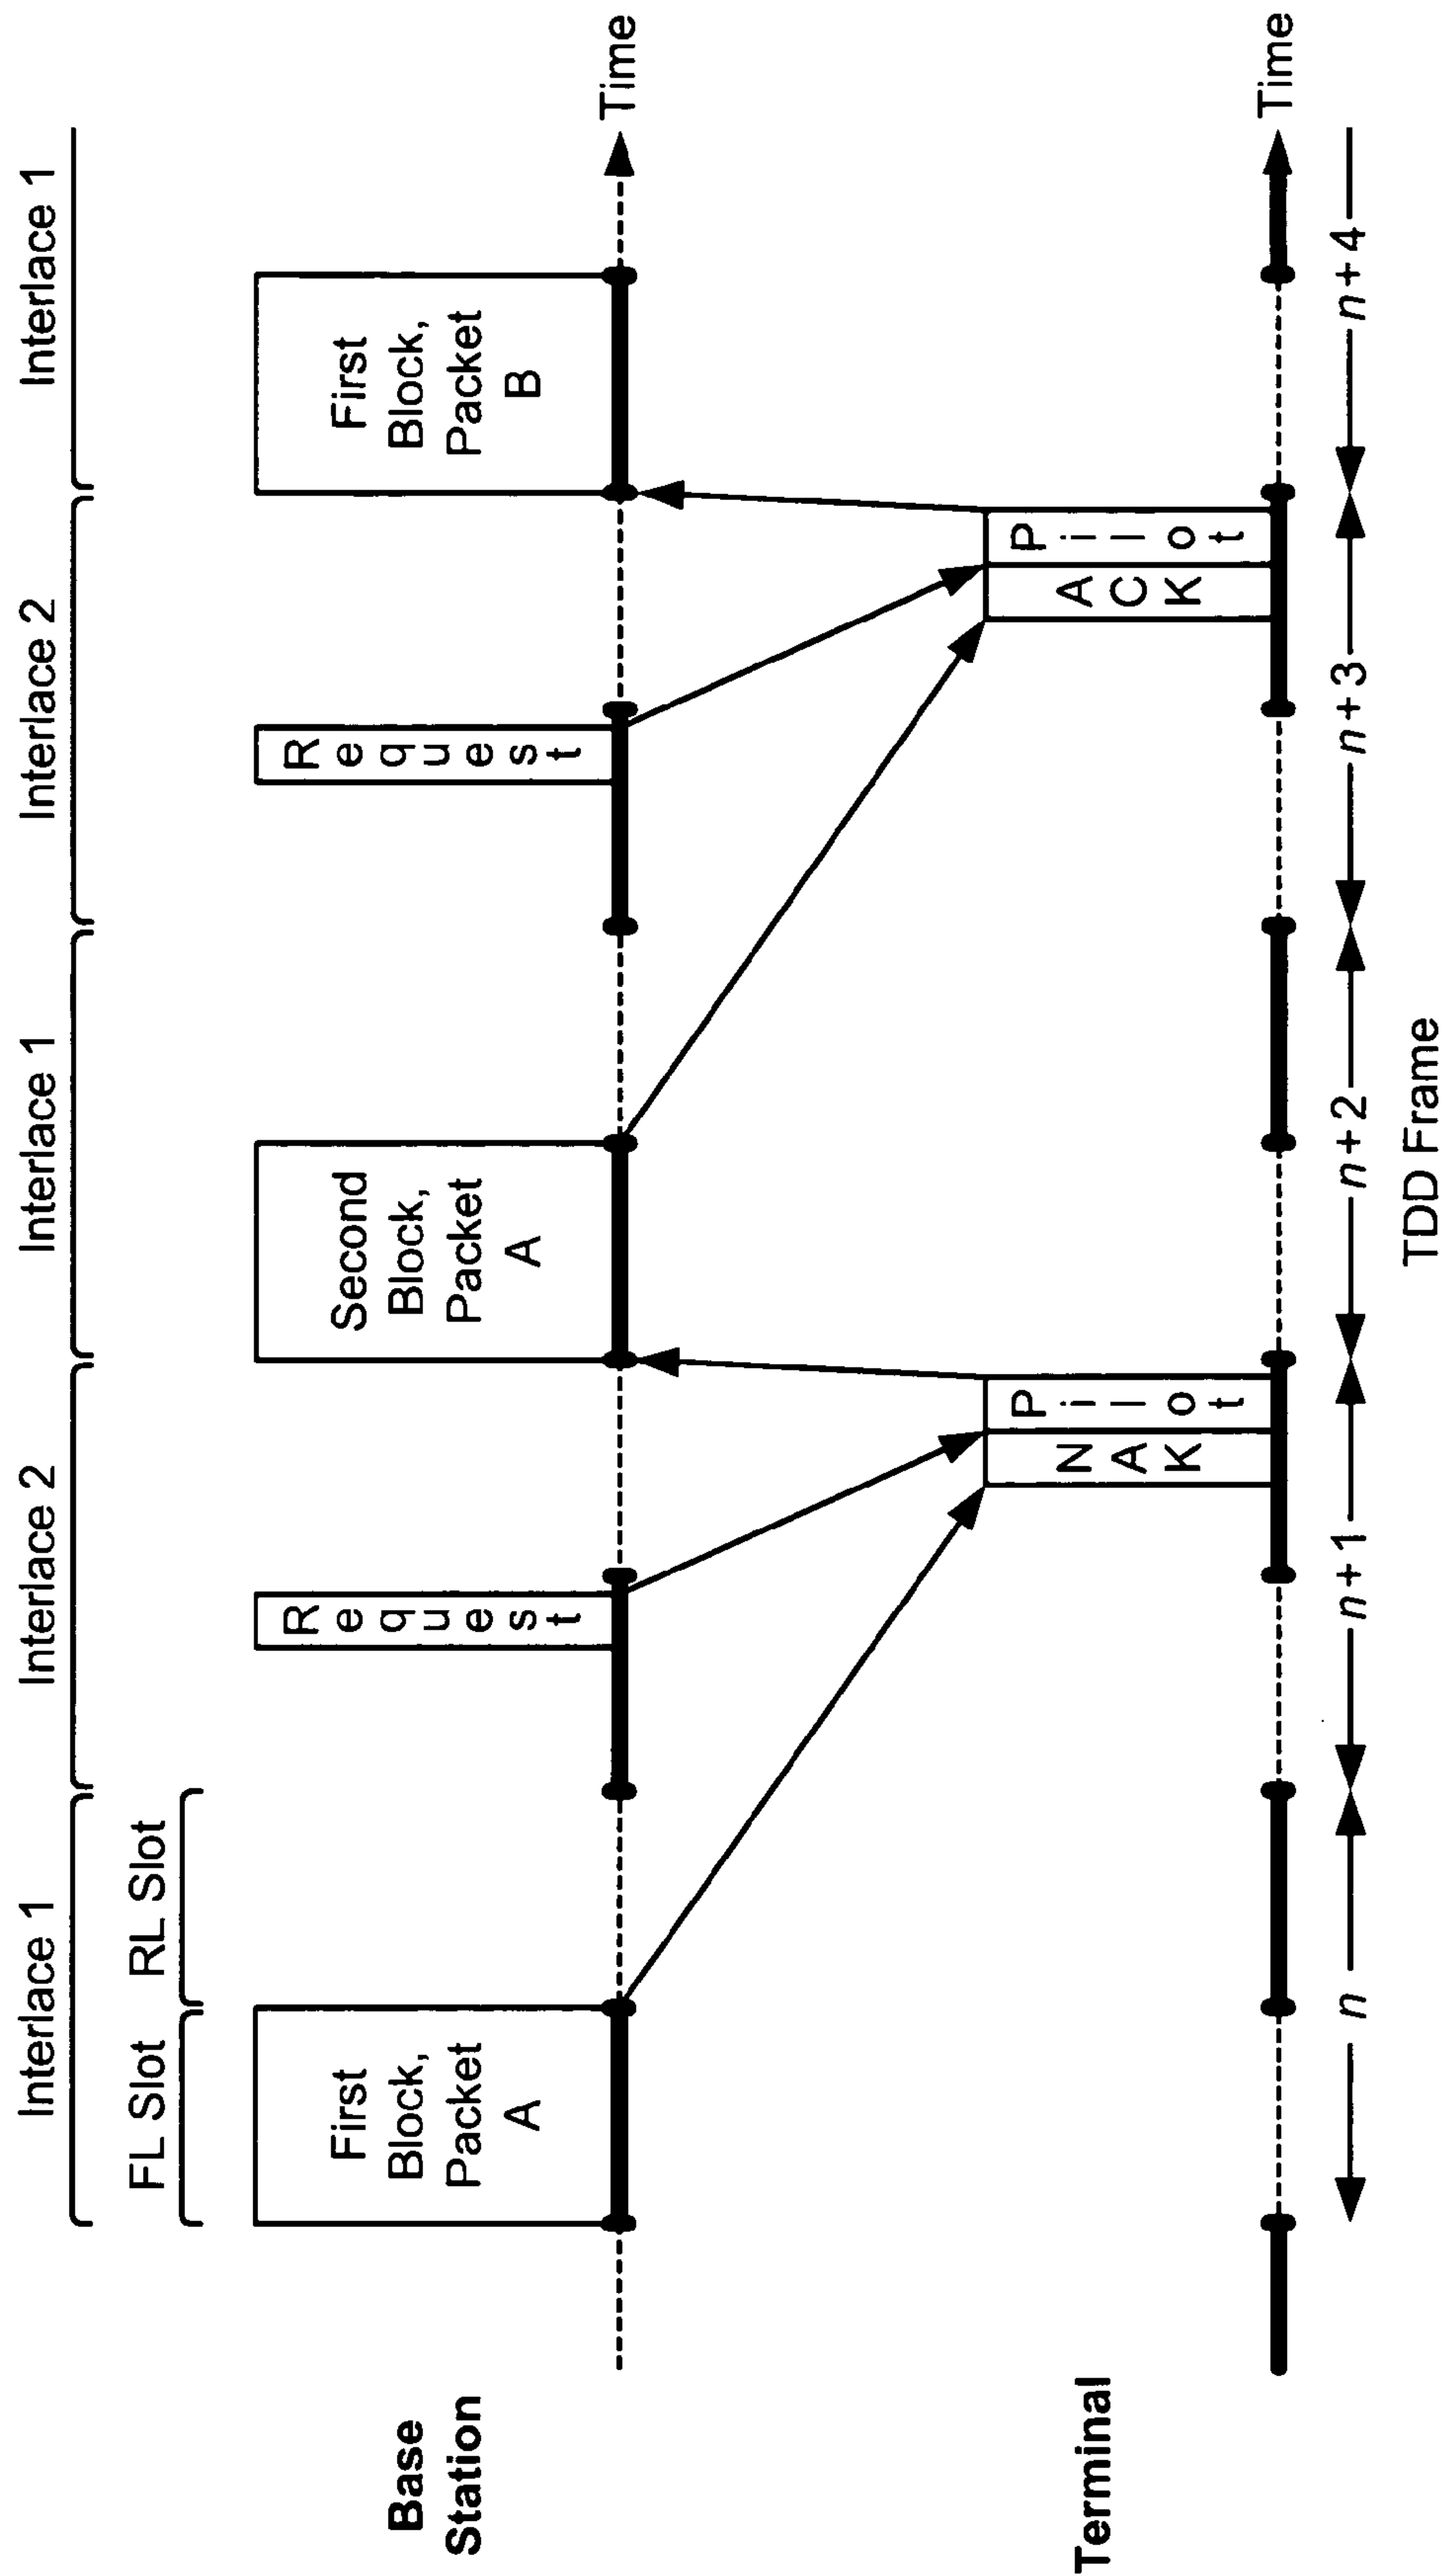 Interlace 1
Interlace 2
Interlace 1
Interlace 2
Interlace 1
FL Slot
RL Slot
Base
Station
First
Block,
Packet
A
Request
Second
Block,
Packet
A
Request
First
Block,
Packet
B
Time
Terminal
NAK
Pilot
ACK
Pilot
Time
n
n+1
n+2
n+3
n+4
TDD Frame